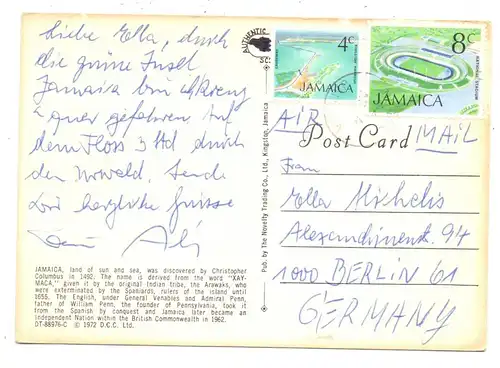 Liebe Ella, durch
die grüne Insel
Jamaica bin ich kreuz
+ quer gefahren. Auf
dem Floss 3 Std durch
den Urwald. Sende
Dir herzliche Grüsse
Dein
JAMAICA, land of sun and sea, was discovered by Christopher
Columbus in 1492. The name is derived from the word "XAY-
MACA," given it by the original Indian tribe, the Arawaks, who
were exterminated by the Spaniards, rulers of the island until
1655. The English, under General Venables and Admiral Penn,
father of William Penn, the founder of Pennsylvania, took it
from the Spanish by conquest and Jamaica later became an
Independent Nation within the British Commonwealth in 1962.
DT-88976-C © 1972 D.C. Ltd.
Pub. by The Novelty Trading Co., Ltd., Kingston, Jamaica
AUTHENTIC
4c
JAMAICA
8c
NATIONAL STADIUM
JAMAICA
AIR MAIL
Post Card
Frau
Ella Michelis
Alexandrinenst. 94
1000 BERLIN 61
GERMANY